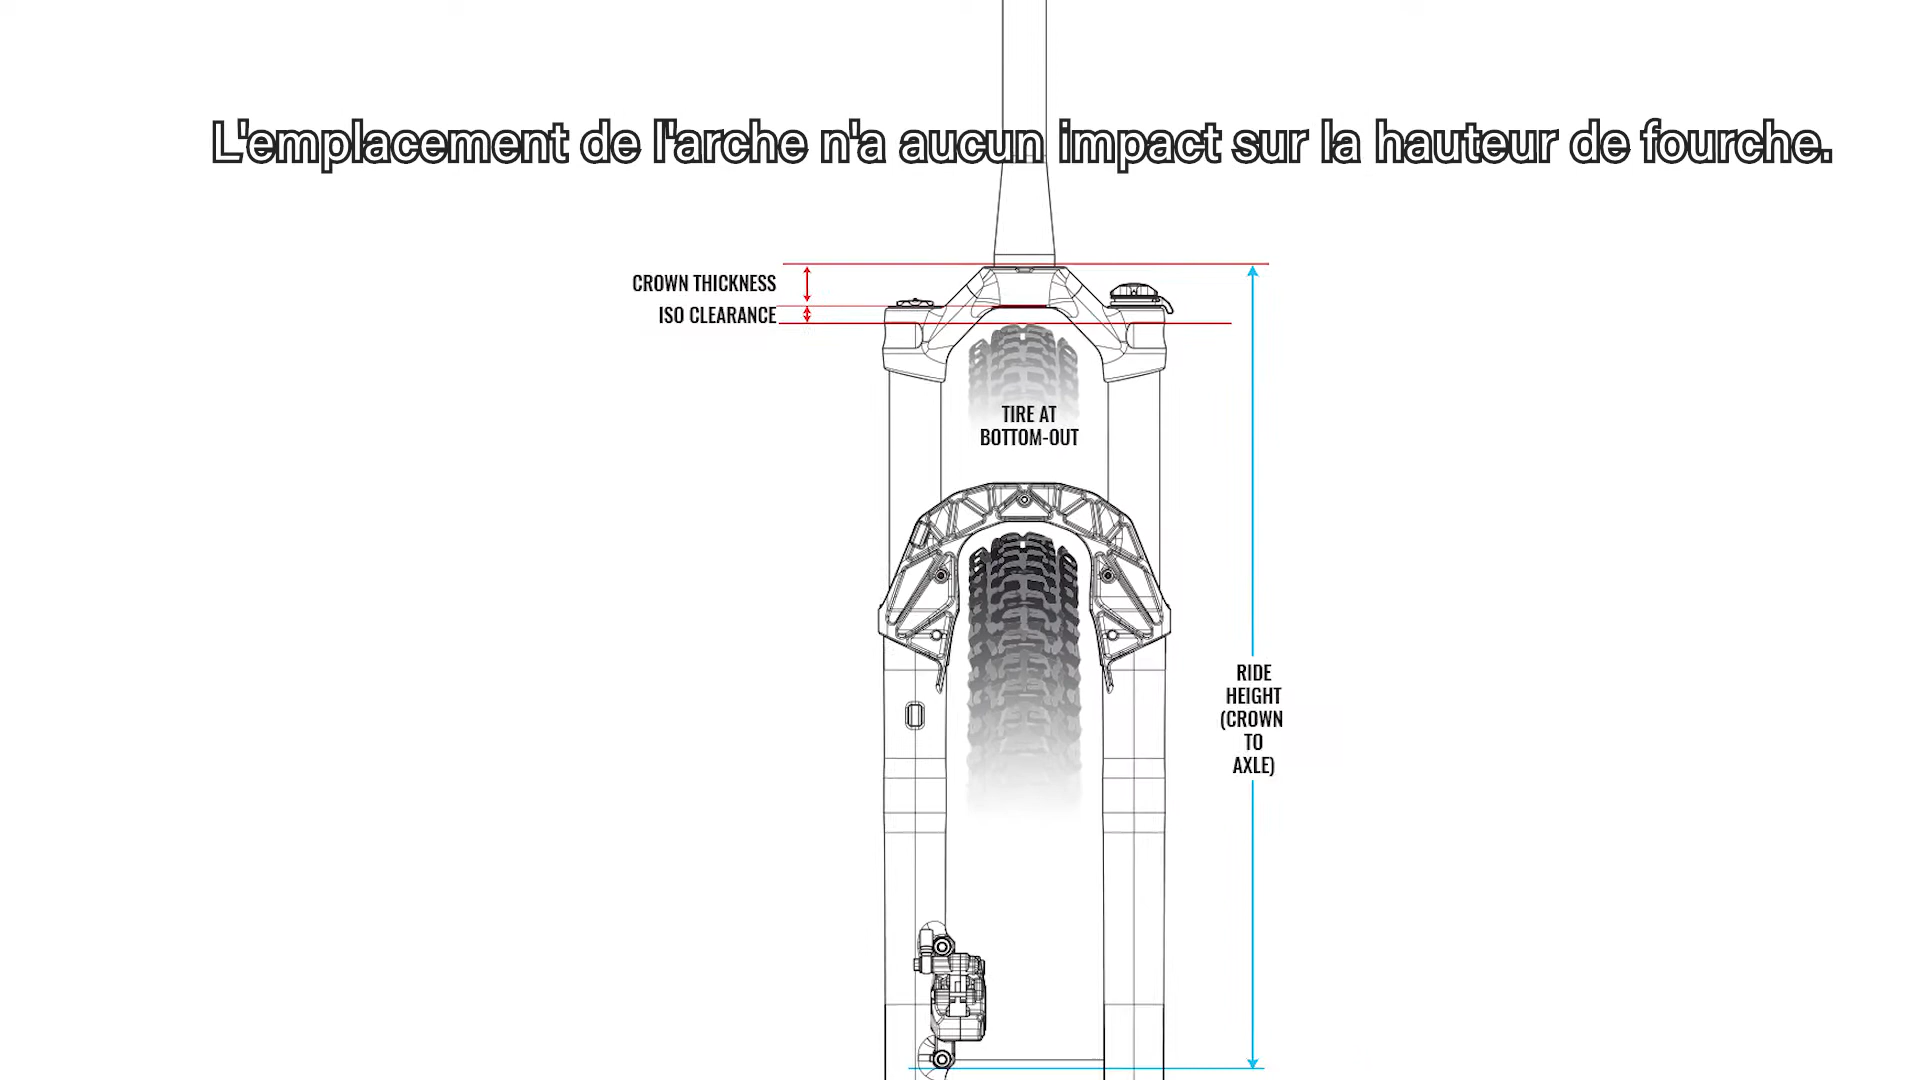 L'emplacement de l'arche n'a aucun impact sur la hauteur de fourche.
CROWN THICKNESS
ISO CLEARANCE
TIRE AT
BOTTOM-OUT
RIDE
HEIGHT
(CROWN
TO
AXLE)